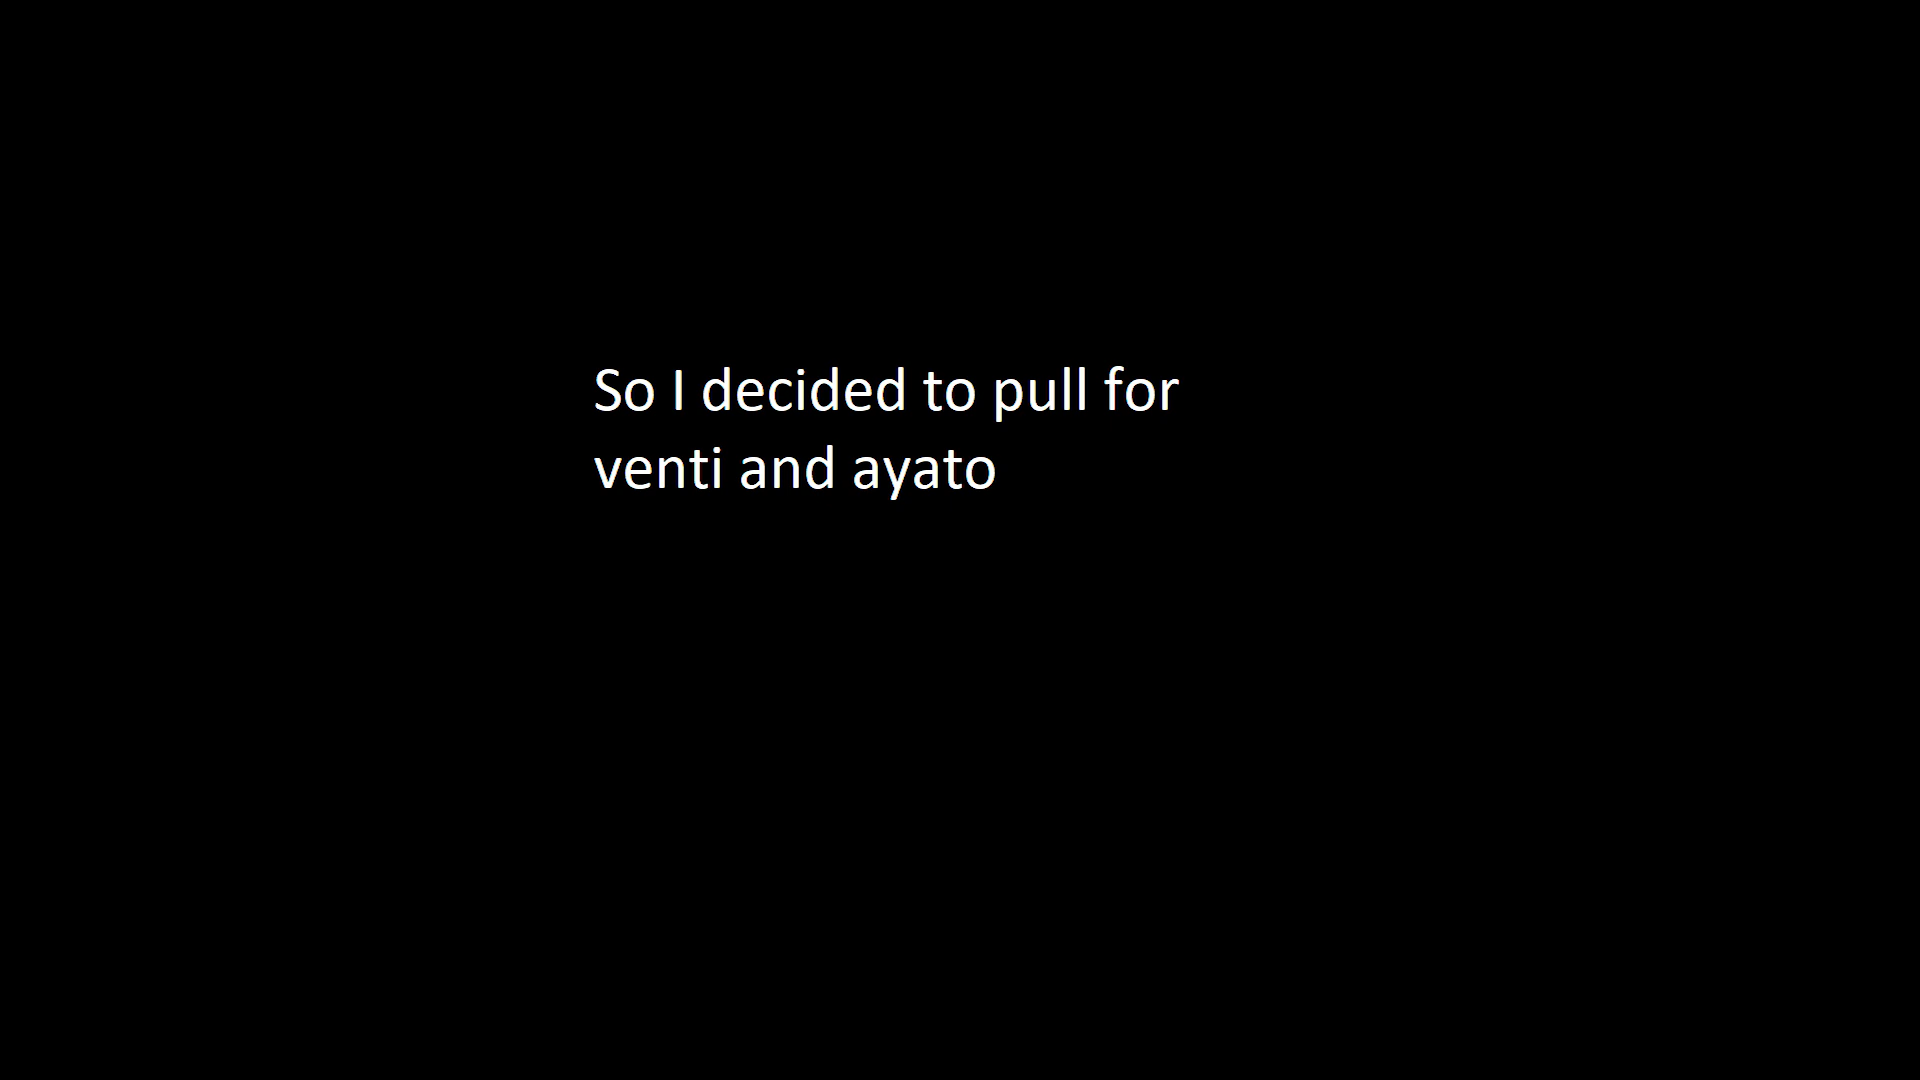 So I decided to pull for
venti and ayato